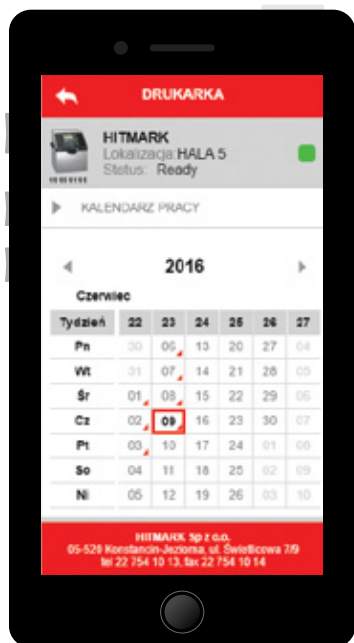 DRUKARKA
HITMARK
Lokalizacja: HALA 5
Status: Ready
KALENDARZ PRACY
2016
Czerwiec
Tydzień 22 23 24 25 26 27
Pn 30 06 13 20 27 04
Wt 31 07 14 21 28 05
Śr 01 08 15 22 29 06
Cz 02 09 16 23 30 07
Pt 03 10 17 24 01 08
So 04 11 18 25 02 09
Ni 05 12 19 26 03 10
HITMARK Sp z o.o.
05-520 Konstancin-Jeziorna, ul. Świetlicowa 7/9
tel 22 754 10 13, fax 22 754 10 14